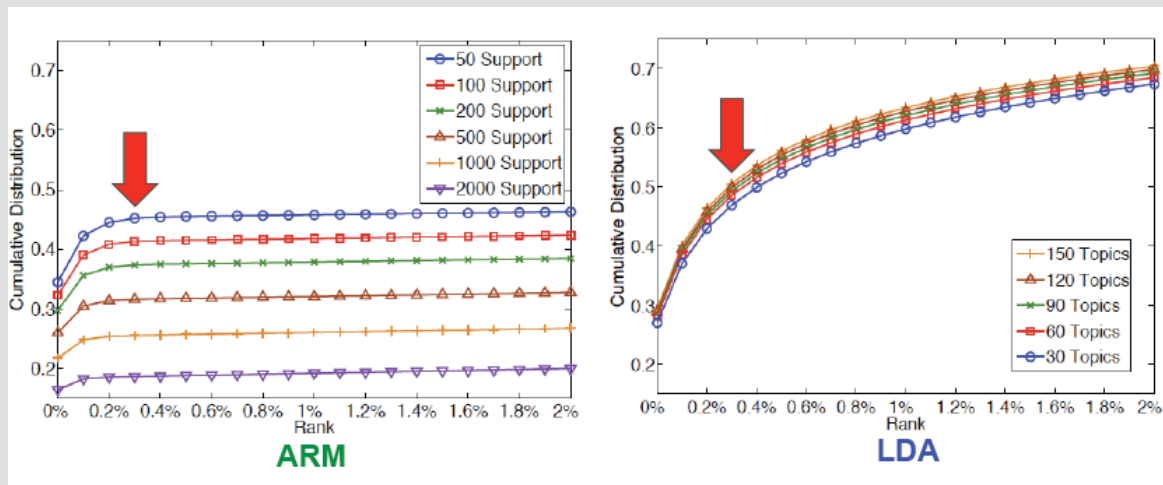 Cumulative Distribution
0.7
0.6
0.5
0.4
0.3
0.2
50 Support
100 Support
200 Support
500 Support
1000 Support
2000 Support
0% 0.2% 0.4% 0.6% 0.8% 1% 1.2% 1.4% 1.6% 1.8% 2%
Rank
ARM
Cumulative Distribution
0.7
0.6
0.5
0.4
0.3
0.2
150 Topics
120 Topics
90 Topics
60 Topics
30 Topics
0% 0.2% 0.4% 0.6% 0.8% 1% 1.2% 1.4% 1.6% 1.8% 2%
Rank
LDA